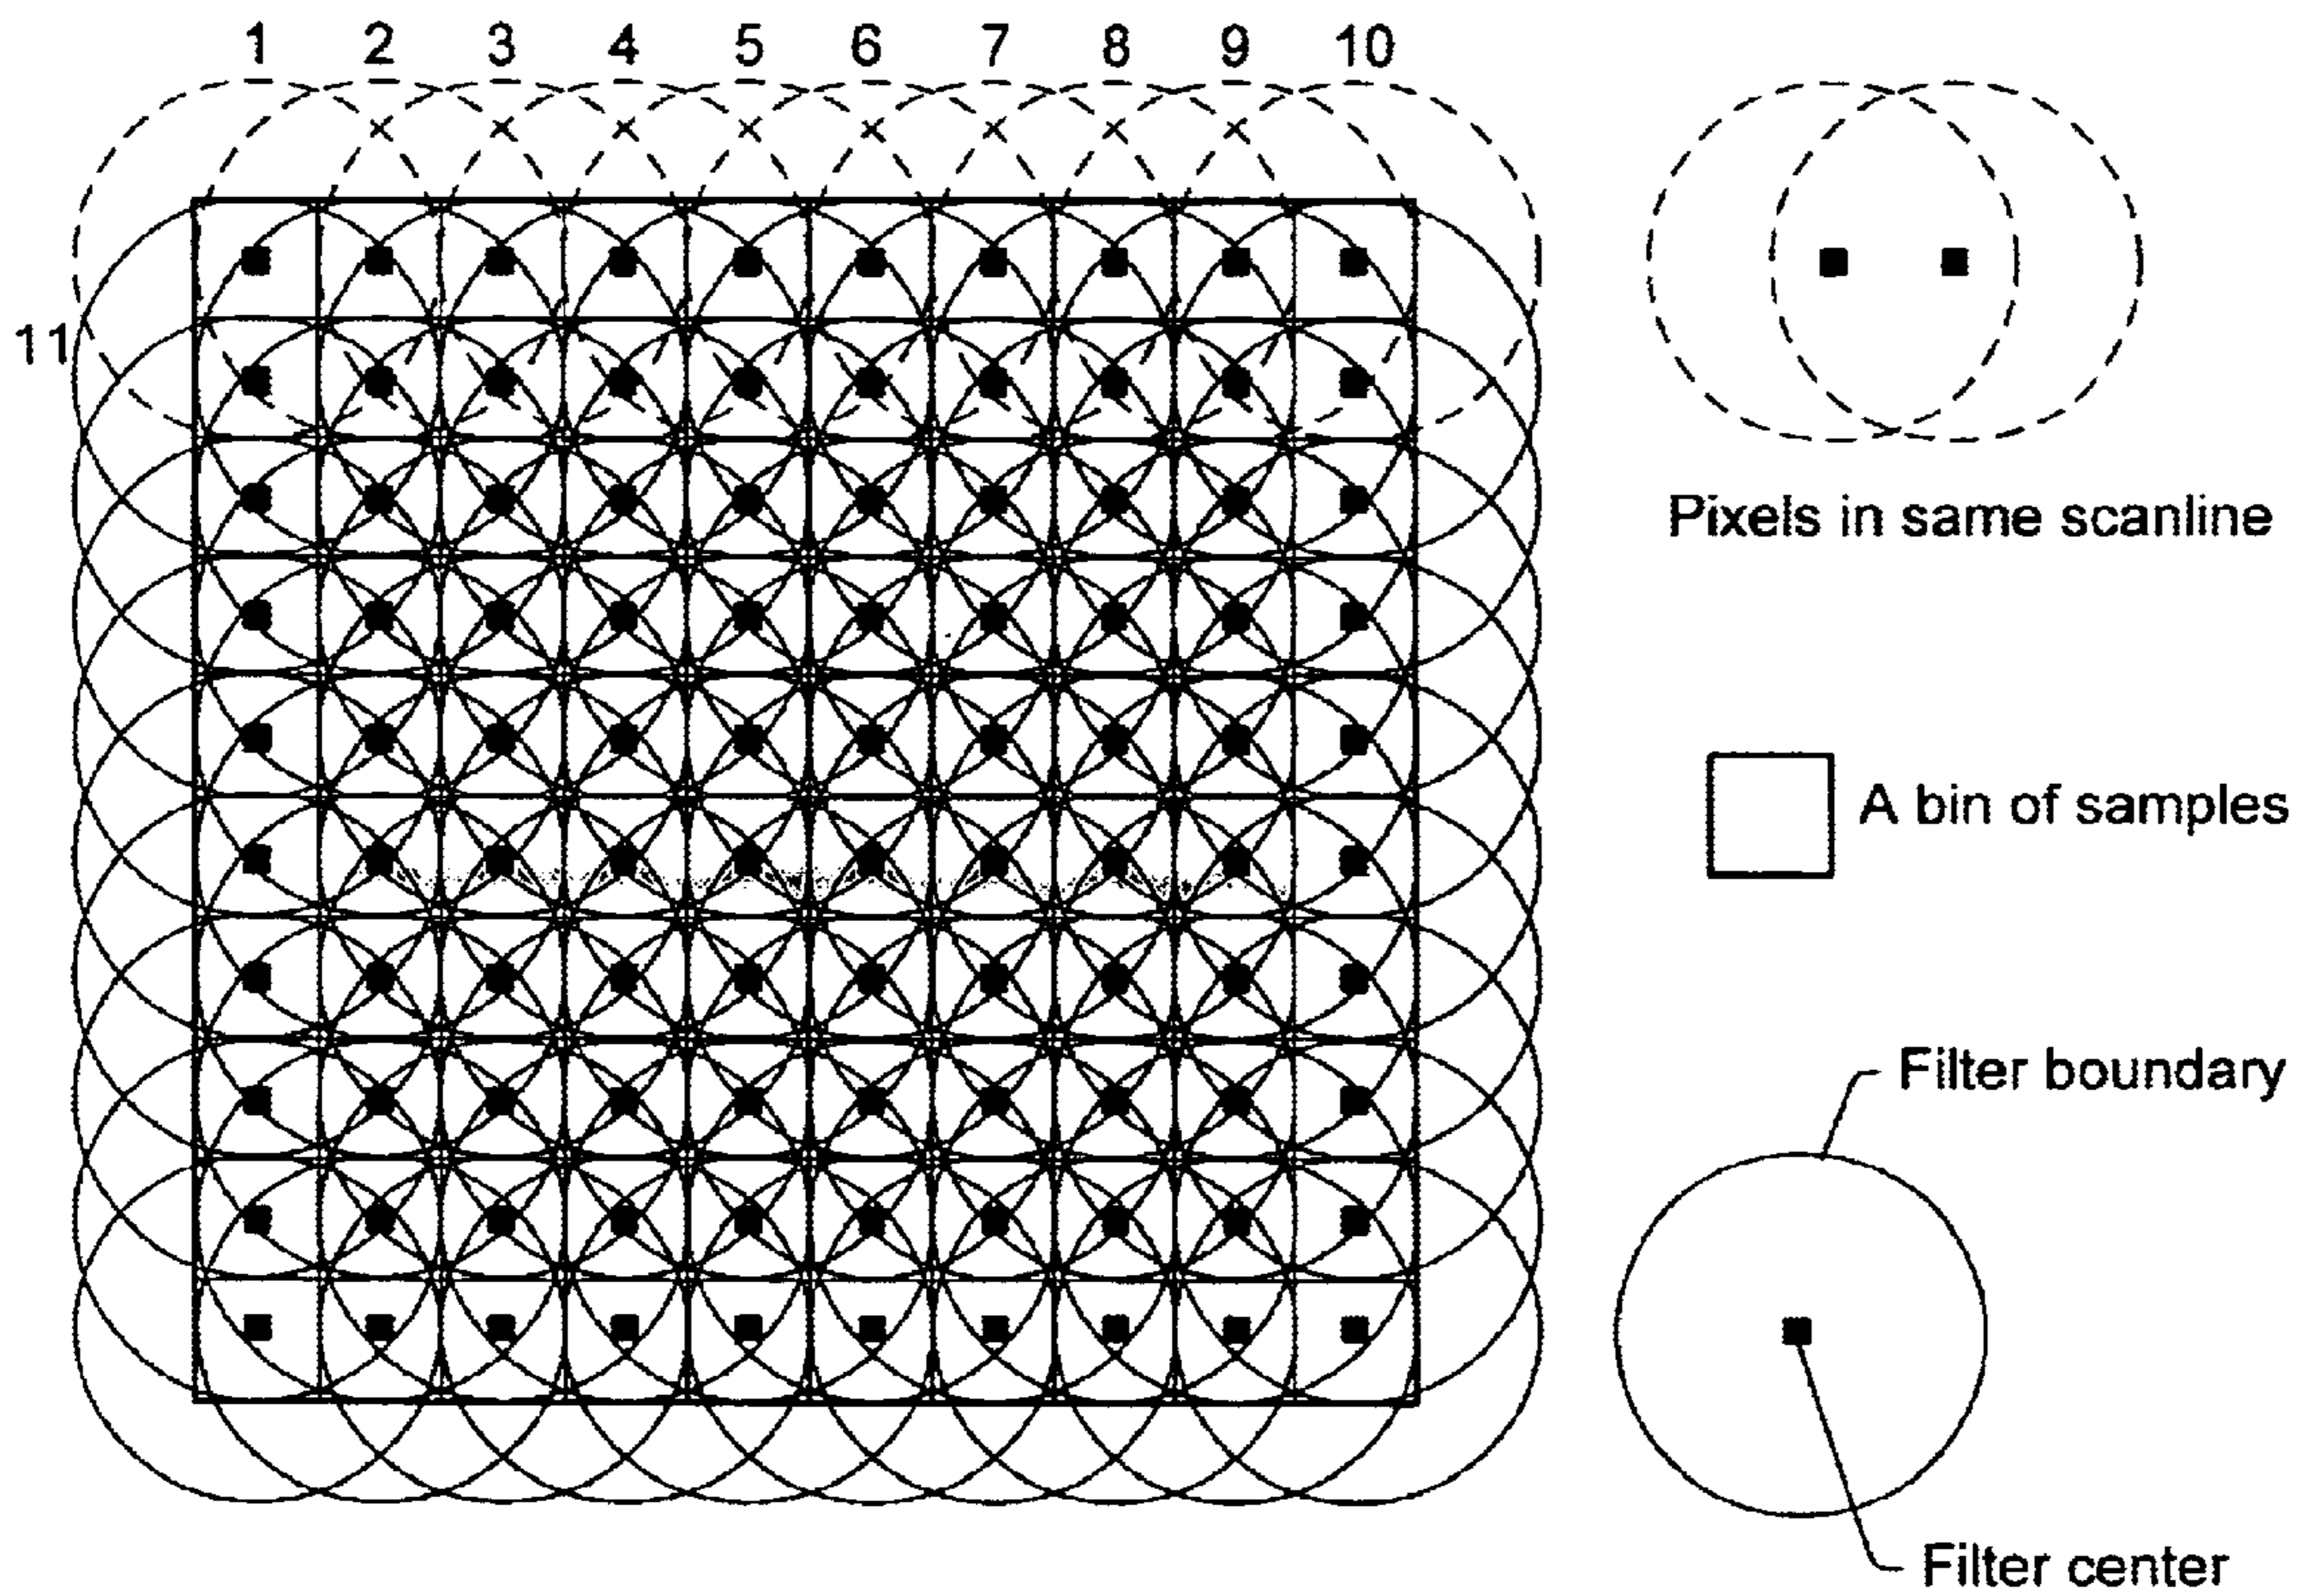 1 2 3 4 5 6 7 8 9 10
11
Pixels in same scanline
A bin of samples
Filter boundary
Filter center